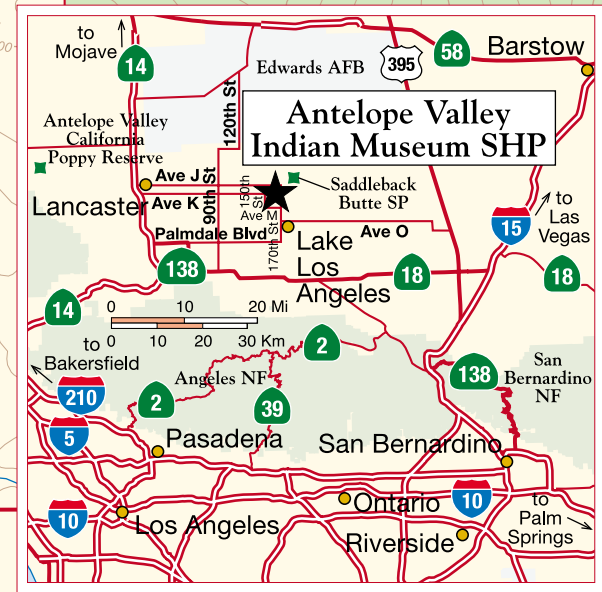 to
Mojave
14
58
Barstow
Edwards AFB
395
Antelope Valley
Indian Museum SHP
120th St
Antelope Valley
California
Poppy Reserve
Ave J
Saddleback
Butte SP
90th St
150th
St
Lancaster
Ave K
Ave M
to
Las
Vegas
15
Palmdale Blvd
170th St
Ave O
Lake
Los
Angeles
138
18
18
14
0 10 20 Mi
0 10 20 30 Km
2
to
Bakersfield
210
Angeles NF
138
San
Bernardino
NF
2
39
5
Pasadena
San Bernardino
10
Los Angeles
Ontario
10
to
Palm
Springs
Riverside